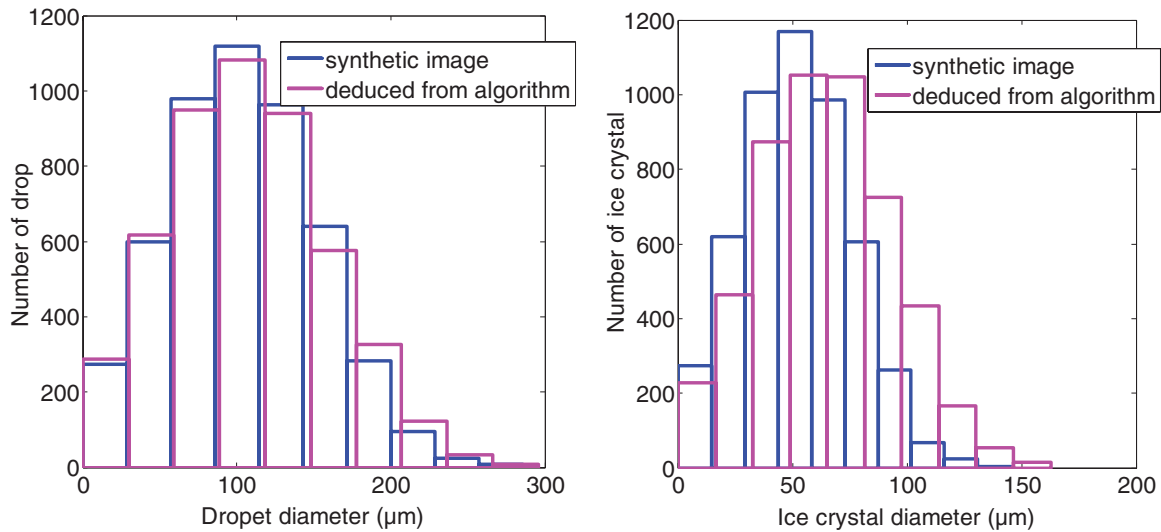 1200
1000
800
600
400
200
0
Number of drop
synthetic image
deduced from algorithm
0 100 200 300
Dropet diameter (µm)
1200
1000
800
600
400
200
0
Number of ice crystal
synthetic image
deduced from algorithm
0 50 100 150 200
Ice crystal diameter (µm)